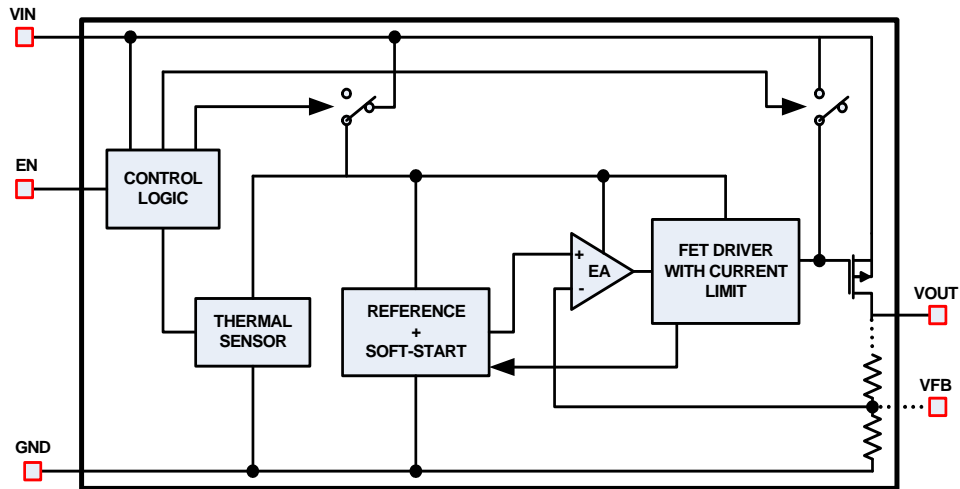 VIN
EN
CONTROL
LOGIC
+
EA
-
FET DRIVER
WITH CURRENT
LIMIT
THERMAL
SENSOR
REFERENCE
+
SOFT-START
VOUT
VFB
GND